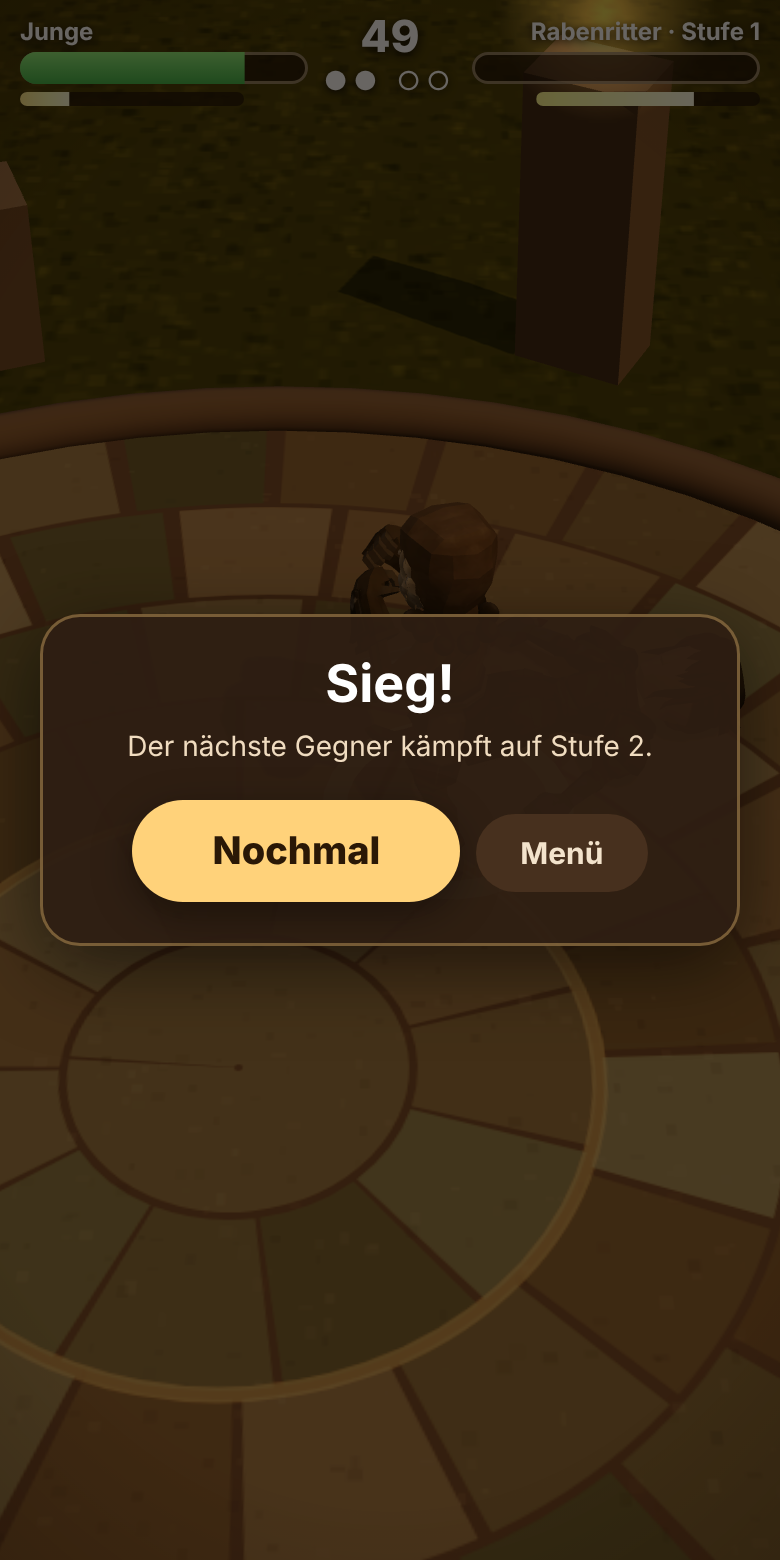 Junge
49
Rabenritter · Stufe 1
Sieg!
Der nächste Gegner kämpft auf Stufe 2.
Nochmal
Menü